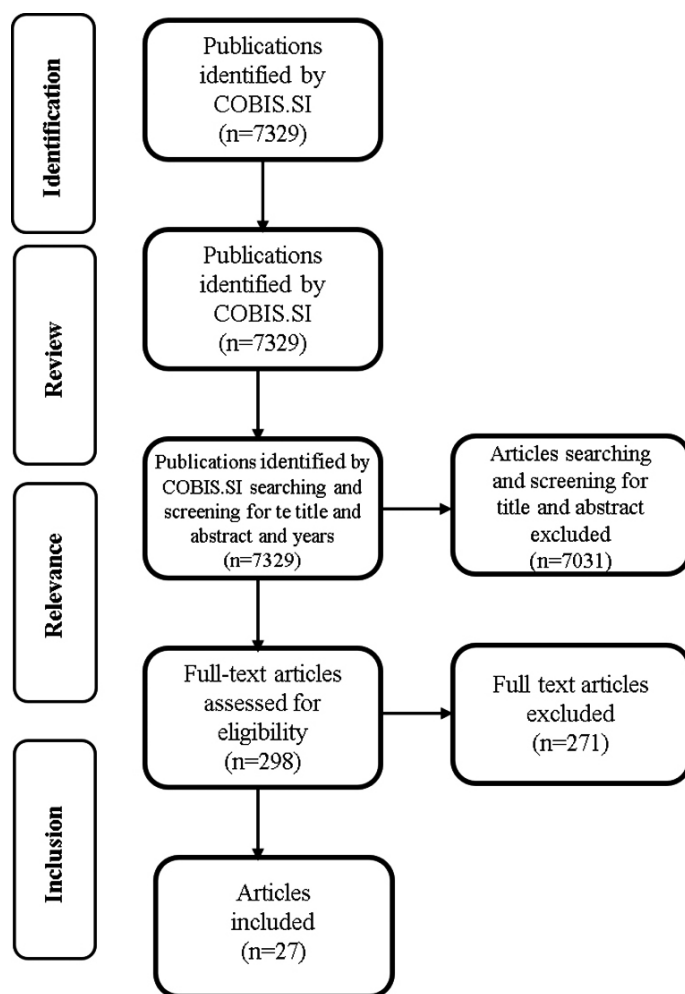 Identification
Publications
identified by
COBIS.SI
(n=7329)
Review
Publications
identified by
COBIS.SI
(n=7329)
Relevance
Publications identified by
COBIS.SI searching and
screening for te title and
abstract and years
(n=7329)
Articles searching
and screening for
title and abstract
excluded
(n=7031)
Full-text articles
assessed for
eligibility
(n=298)
Full text articles
excluded
(n=271)
Inclusion
Articles
included
(n=27)